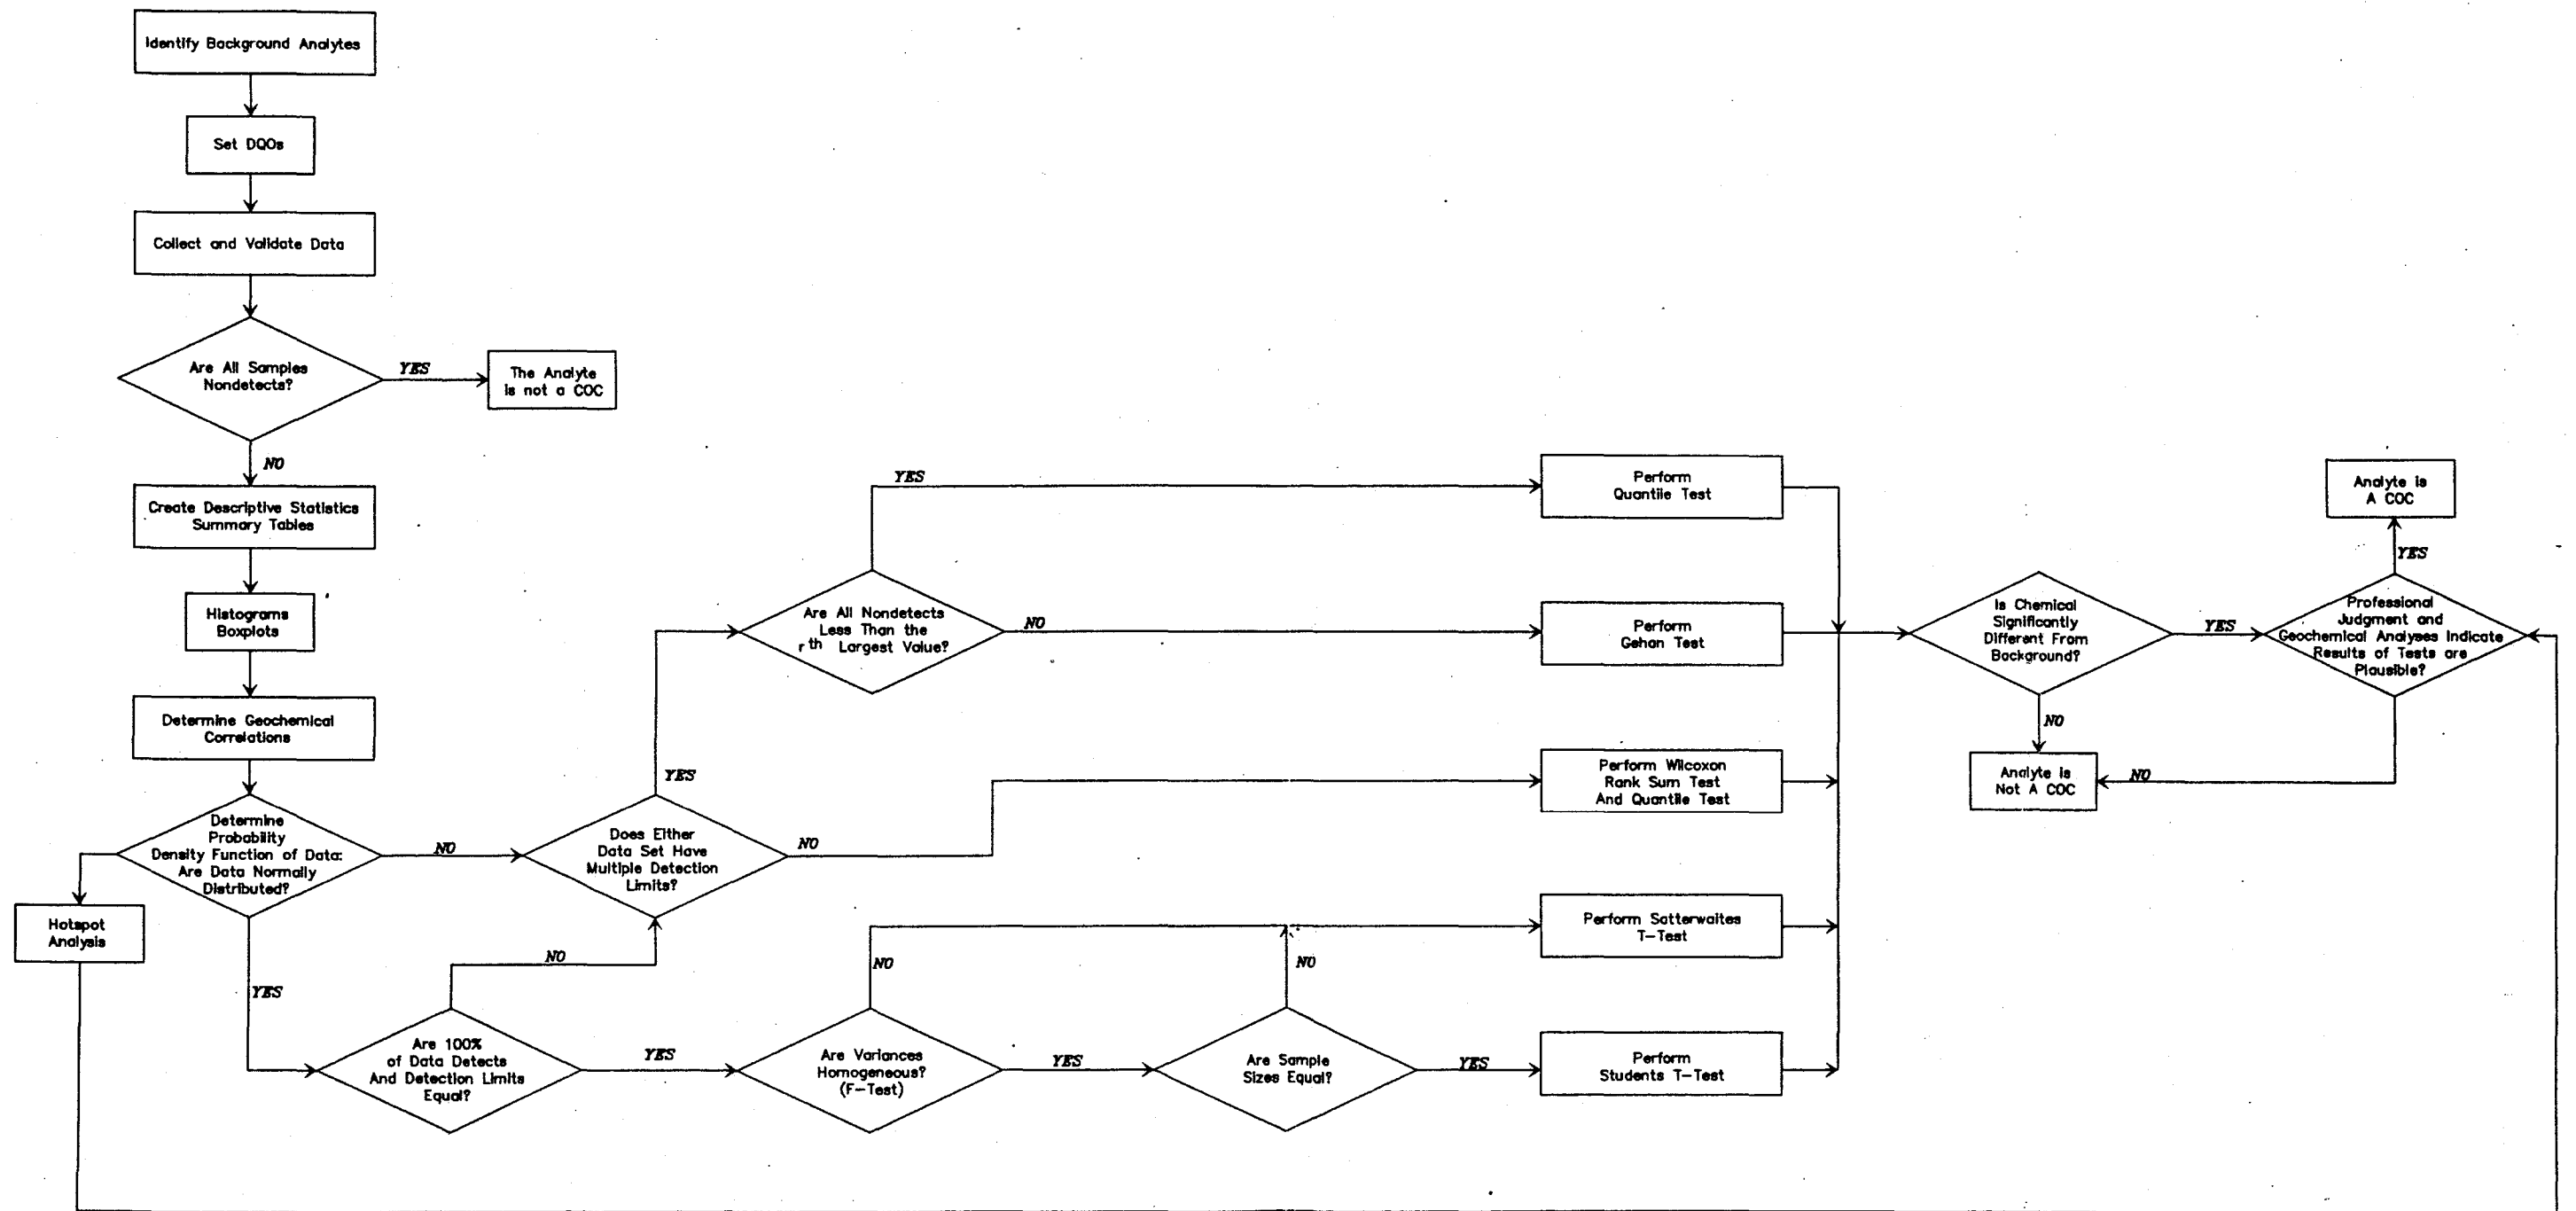 Identify Background Analytes
Set DQOs
Collect and Validate Data
Are All Samples
Nondetects?
YES
The Analyte
is not a COC
NO
Create Descriptive Statistics
Summary Tables
Histograms
Boxplots
Determine Geochemical
Correlations
Determine
Probability
Density Function of Data:
Are Data Normally
Distributed?
NO
YES
Hotspot
Analysis
Does Either
Data Set Have
Multiple Detection
Limits?
YES
NO
Are 100%
of Data Detects
And Detection Limits
Equal?
NO
YES
Are All Nondetects
Less Than the
rth Largest Value?
YES
NO
Are Variances
Homogeneous?
(F-Test)
NO
YES
Are Sample
Sizes Equal?
NO
YES
Perform
Quantile Test
Perform
Gehan Test
Perform Wilcoxon
Rank Sum Test
And Quantile Test
Perform Satterwaites
T-Test
Perform
Students T-Test
Is Chemical
Significantly
Different From
Background?
YES
NO
Analyte is
Not A COC
Professional
Judgment and
Geochemical Analyses Indicate
Results of Tests are
Plausible?
YES
NO
Analyte is
A COC